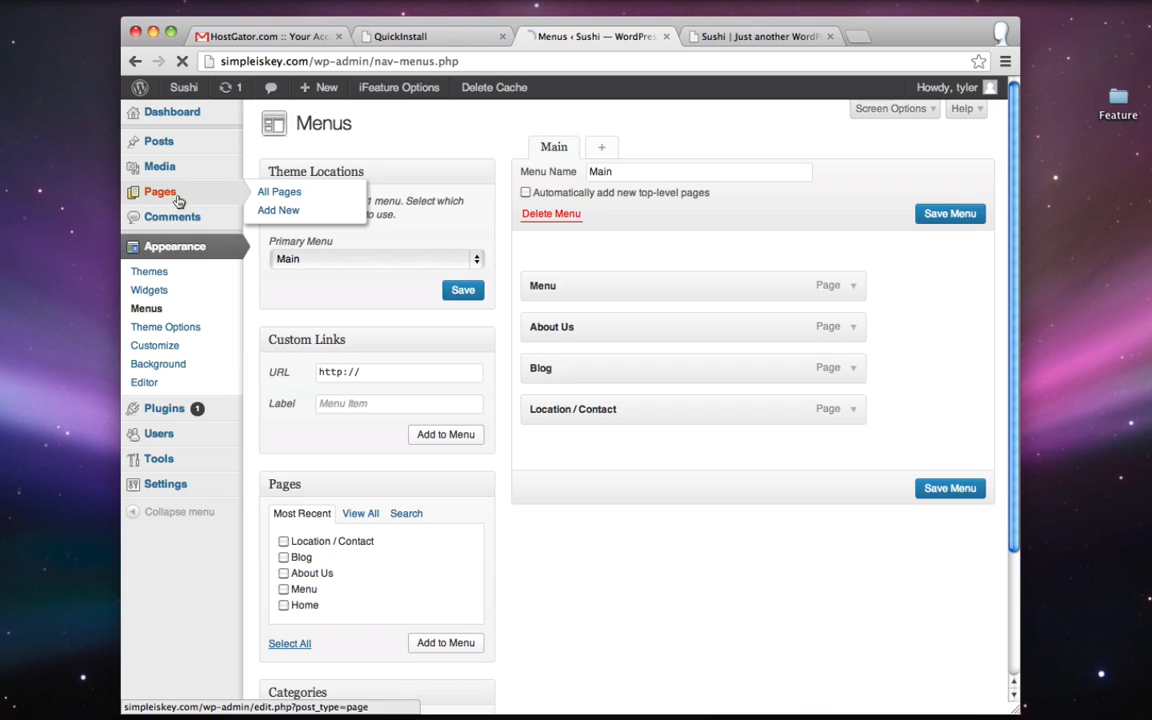 HostGator.com :: Your Acc
QuickInstall
Menus ‹ Sushi — WordPres
Sushi | Just another WordP
simpleiskey.com/wp-admin/nav-menus.php
Sushi
1
+ New
iFeature Options
Delete Cache
Howdy, tyler
Screen Options
Help
Feature
Dashboard
Posts
Media
Pages
Comments
Appearance
Themes
Widgets
Menus
Theme Options
Customize
Background
Editor
Plugins 1
Users
Tools
Settings
Collapse menu
All Pages
Add New
Menus
Theme Locations
1 menu. Select which
to use.
Primary Menu
Main
Save
Custom Links
URL
http://
Label
Menu Item
Add to Menu
Pages
Most Recent
View All
Search
Location / Contact
Blog
About Us
Menu
Home
Select All
Add to Menu
Categories
Main
+
Menu Name
Main
Automatically add new top-level pages
Delete Menu
Save Menu
Menu
Page
About Us
Page
Blog
Page
Location / Contact
Page
Save Menu
simpleiskey.com/wp-admin/edit.php?post_type=page